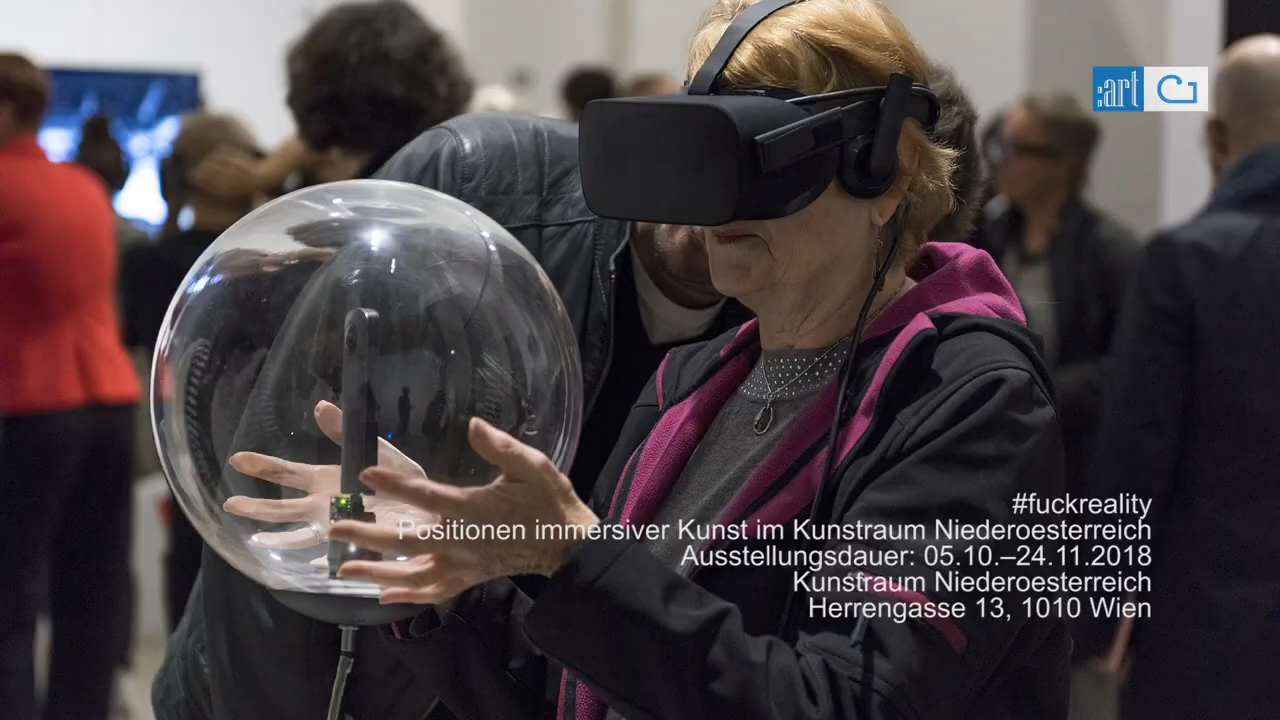 :art
#fuckreality
Positionen immersiver Kunst im Kunstraum Niederoesterreich
Ausstellungsdauer: 05.10.–24.11.2018
Kunstraum Niederoesterreich
Herrengasse 13, 1010 Wien